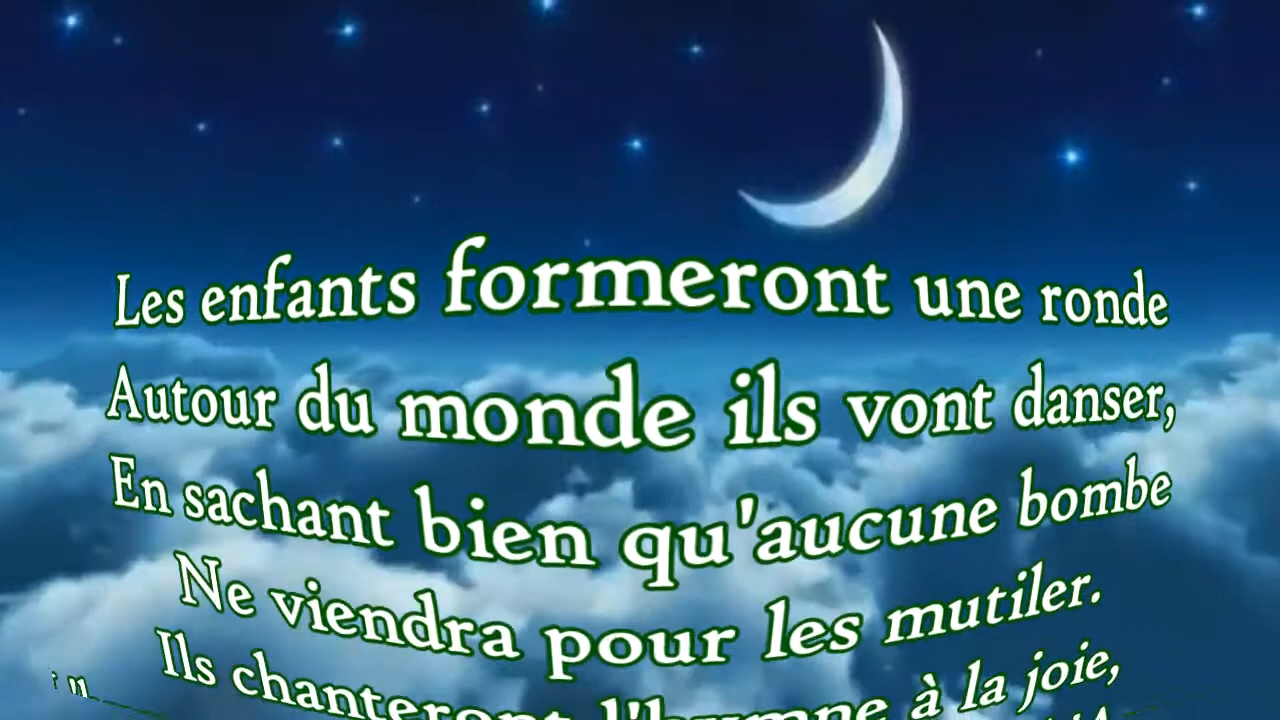 Les enfants formeront une ronde
Autour du monde ils vont danser,
En sachant bien qu'aucune bombe
Ne viendra pour les mutiler.
Ils chanteront l'hymne à la joie,